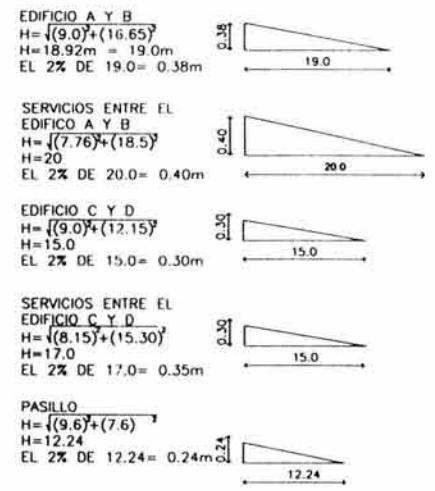 EDIFICIO A Y B
H=√(9.0)²+(16.65)²
H=18.92m = 19.0m
EL 2% DE 19.0= 0.38m
0.38
19.0
SERVICIOS ENTRE EL
EDIFICO A Y B
H=√(7.76)²+(18.5)²
H=20
EL 2% DE 20.0= 0.40m
0.40
20.0
EDIFICIO C Y D
H=√(9.0)²+(12.15)²
H=15.0
EL 2% DE 15.0= 0.30m
0.30
15.0
SERVICIOS ENTRE EL
EDIFICIO C Y D
H=√(8.15)²+(15.30)²
H=17.0
EL 2% DE 17.0= 0.35m
0.30
15.0
PASILLO
H=√(9.6)²+(7.6)²
H=12.24
EL 2% DE 12.24= 0.24m
0.24
12.24